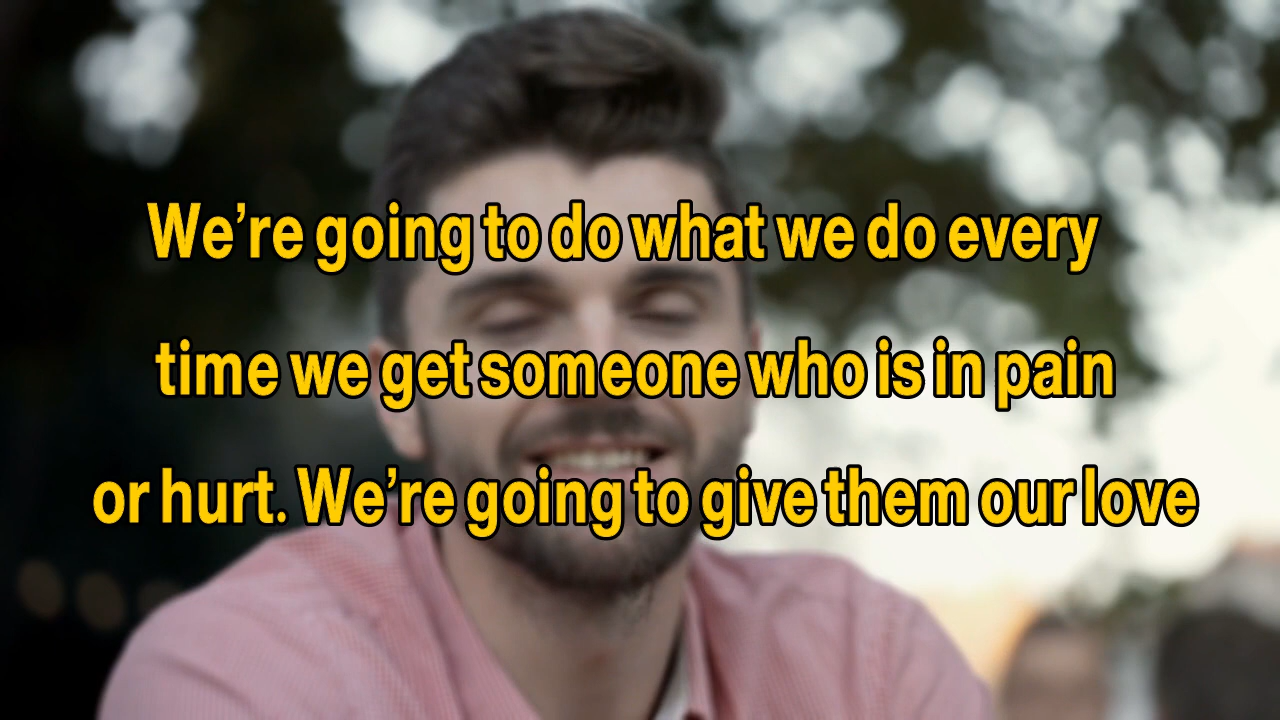 We’re going to do what we do every
time we get someone who is in pain
or hurt. We’re going to give them our love